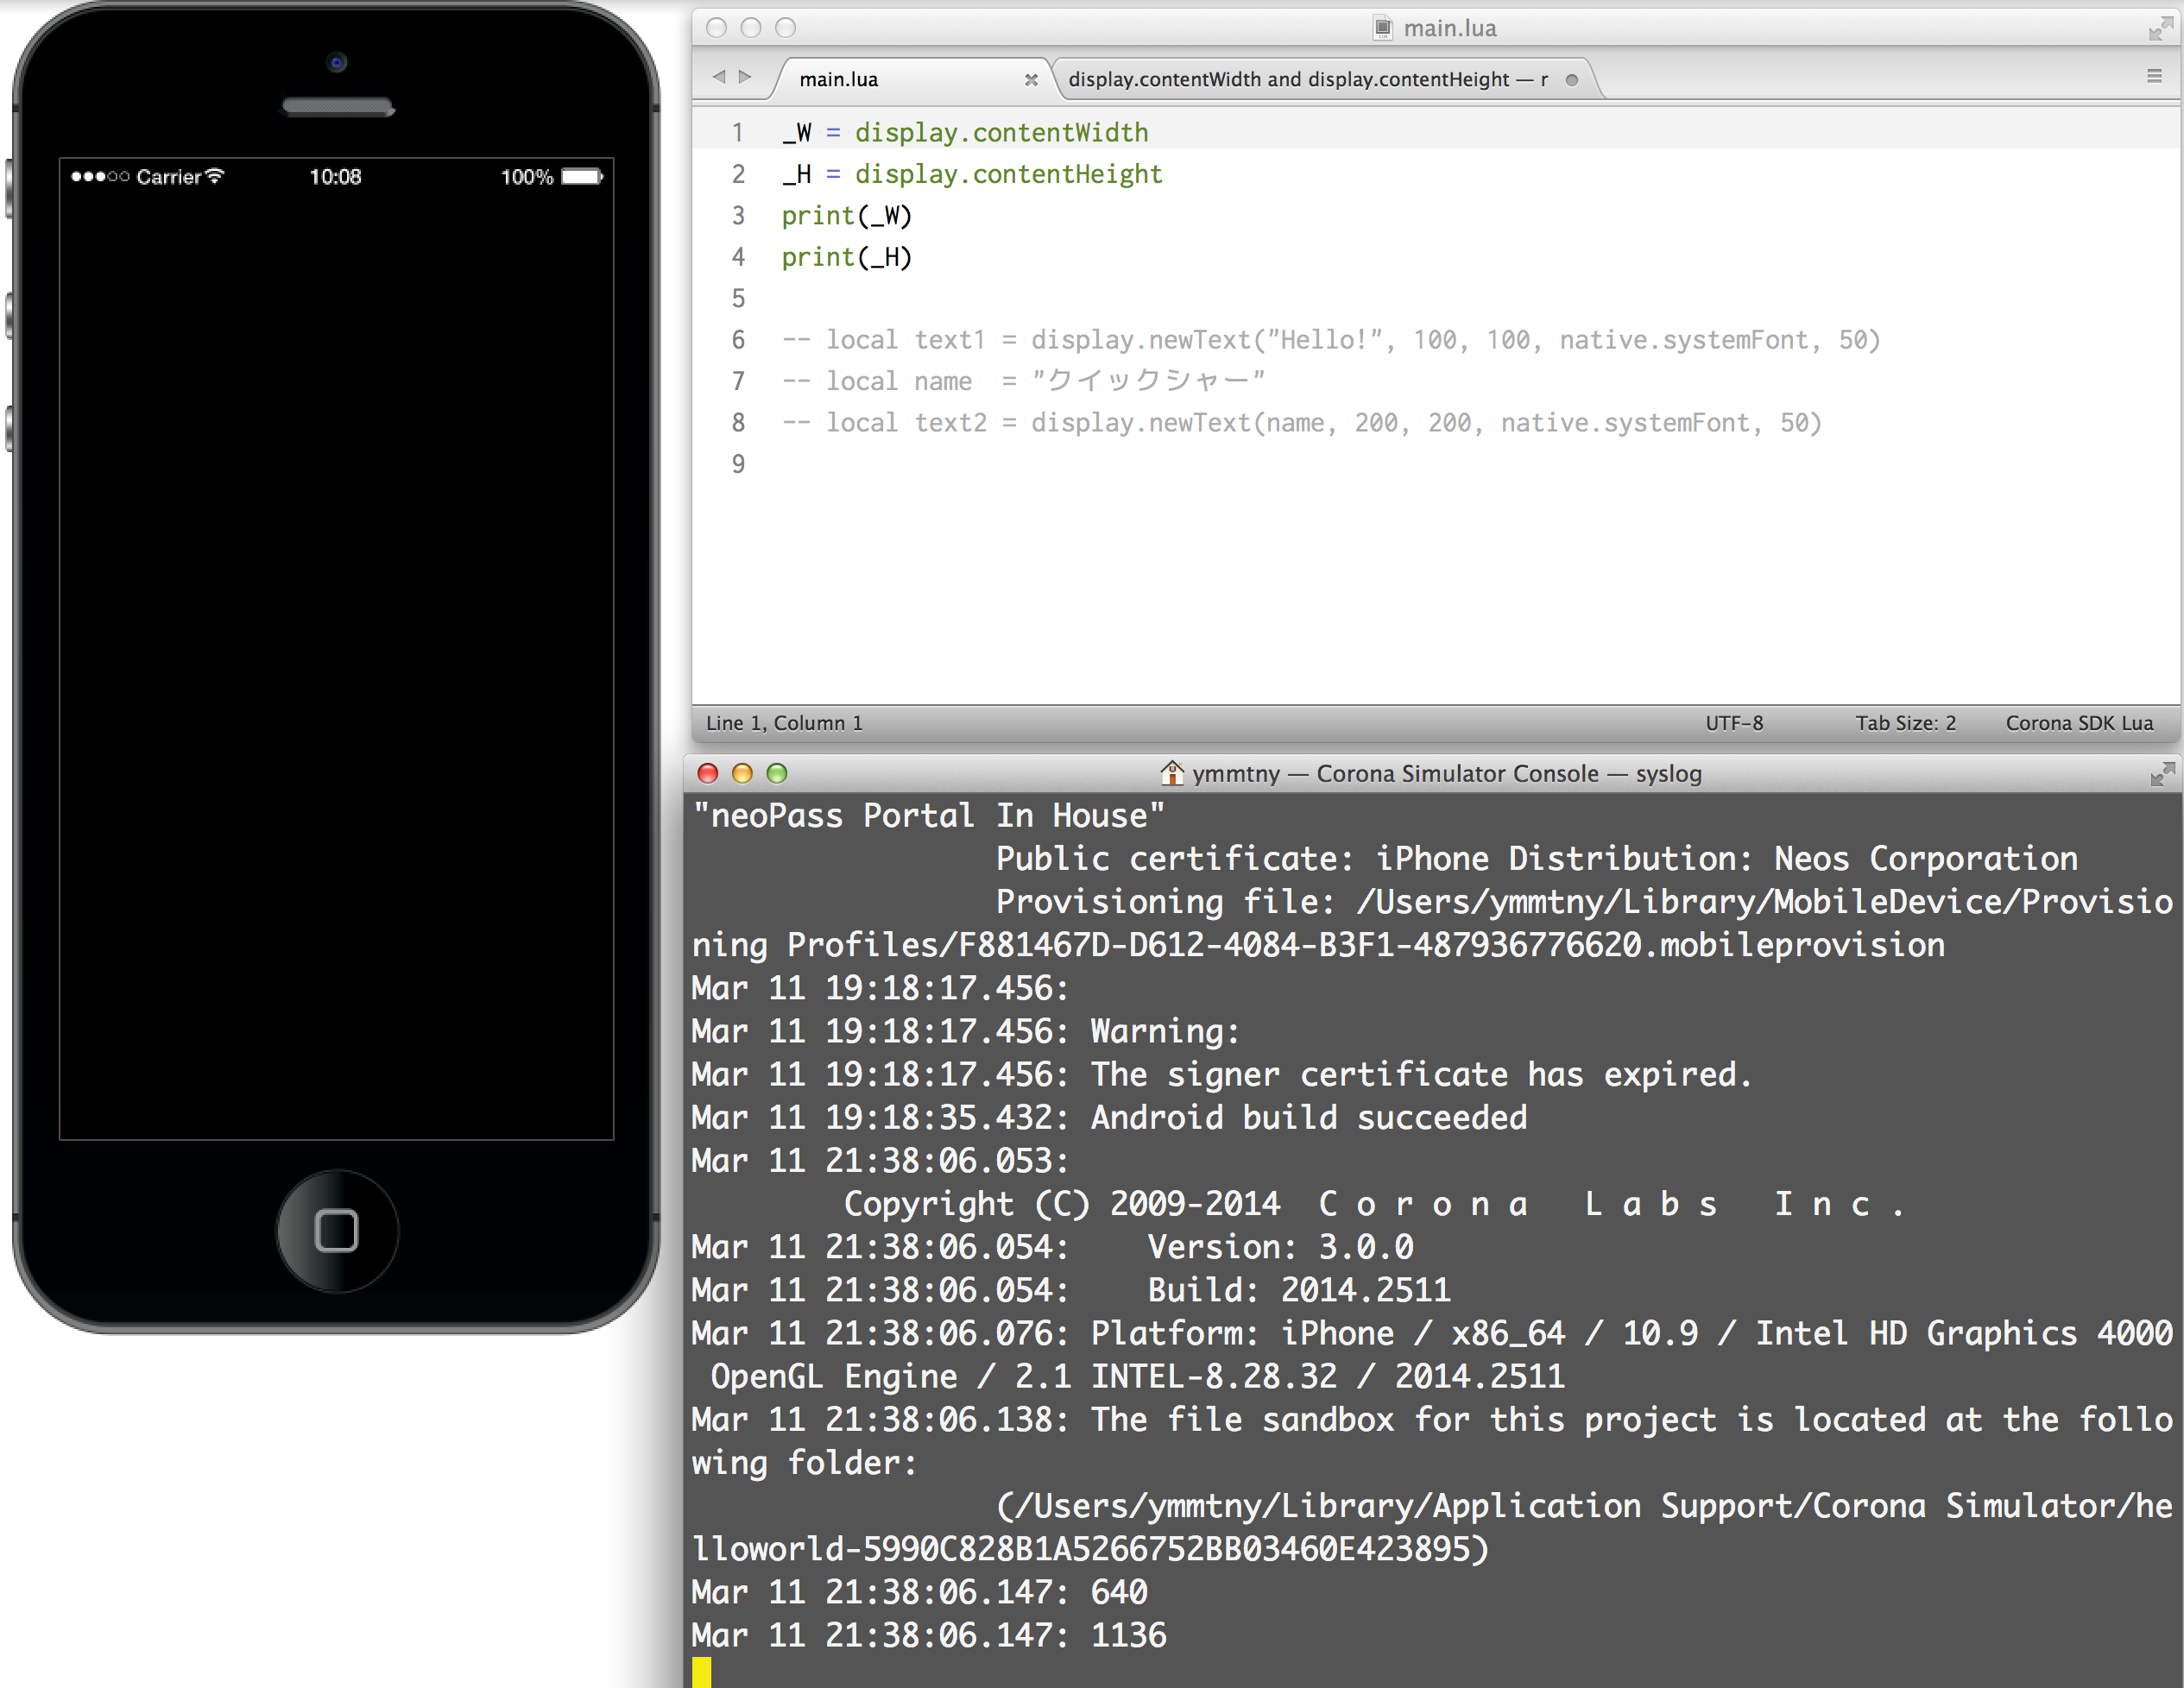 Carrier 10:08 100%
main.lua
main.lua display.contentWidth and display.contentHeight — r
1 _W = display.contentWidth
2 _H = display.contentHeight
3 print(_W)
4 print(_H)
5
6 -- local text1 = display.newText("Hello!", 100, 100, native.systemFont, 50)
7 -- local name  = "クイックシャー"
8 -- local text2 = display.newText(name, 200, 200, native.systemFont, 50)
9
Line 1, Column 1 UTF-8 Tab Size: 2 Corona SDK Lua
ymmtny — Corona Simulator Console — syslog
"neoPass Portal In House"
Public certificate: iPhone Distribution: Neos Corporation
Provisioning file: /Users/ymmtny/Library/MobileDevice/Provisio
ning Profiles/F881467D-D612-4084-B3F1-487936776620.mobileprovision
Mar 11 19:18:17.456:
Mar 11 19:18:17.456: Warning:
Mar 11 19:18:17.456: The signer certificate has expired.
Mar 11 19:18:35.432: Android build succeeded
Mar 11 21:38:06.053:
Copyright (C) 2009-2014  C o r o n a   L a b s   I n c .
Mar 11 21:38:06.054:    Version: 3.0.0
Mar 11 21:38:06.054:    Build: 2014.2511
Mar 11 21:38:06.076: Platform: iPhone / x86_64 / 10.9 / Intel HD Graphics 4000
OpenGL Engine / 2.1 INTEL-8.28.32 / 2014.2511
Mar 11 21:38:06.138: The file sandbox for this project is located at the follo
wing folder:
(/Users/ymmtny/Library/Application Support/Corona Simulator/he
lloworld-5990C828B1A5266752BB03460E423895)
Mar 11 21:38:06.147: 640
Mar 11 21:38:06.147: 1136